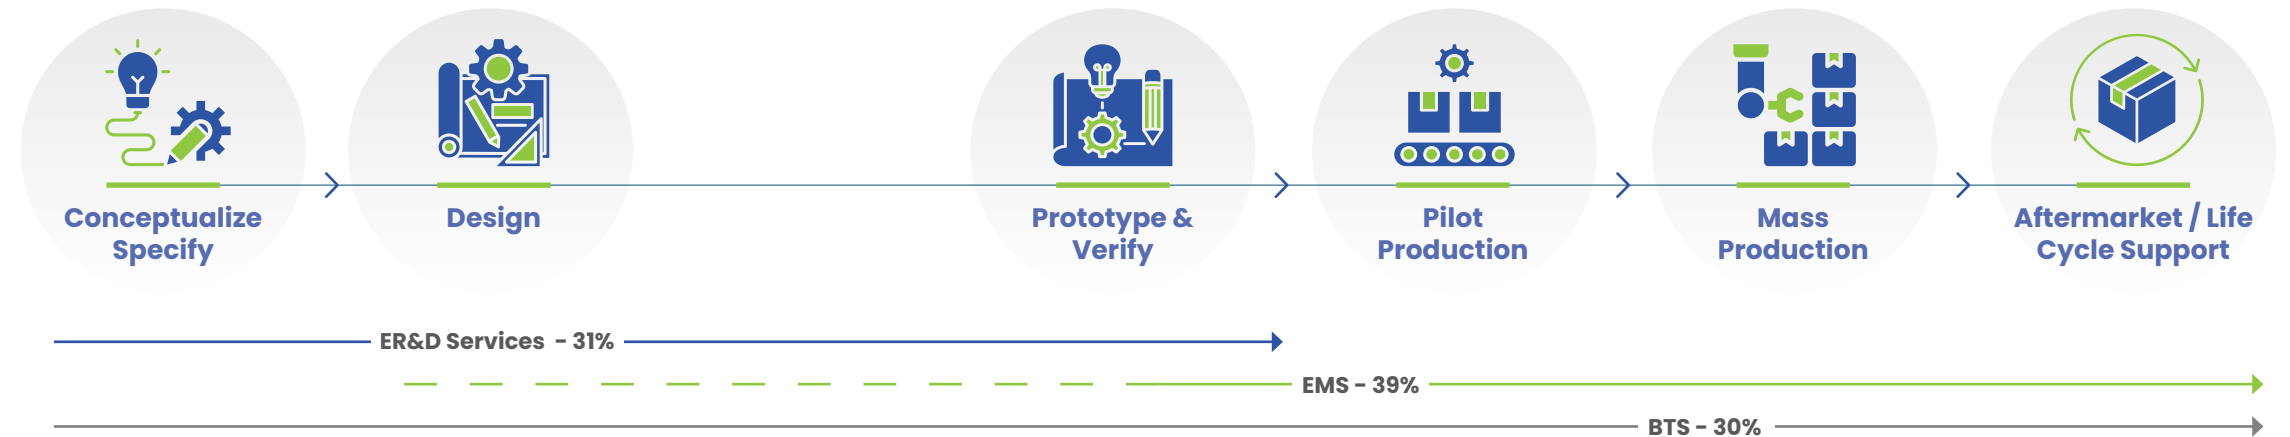 Conceptualize
Specify
Design
Prototype &
Verify
Pilot
Production
Mass
Production
Aftermarket / Life
Cycle Support
ER&D Services - 31%
EMS - 39%
BTS - 30%